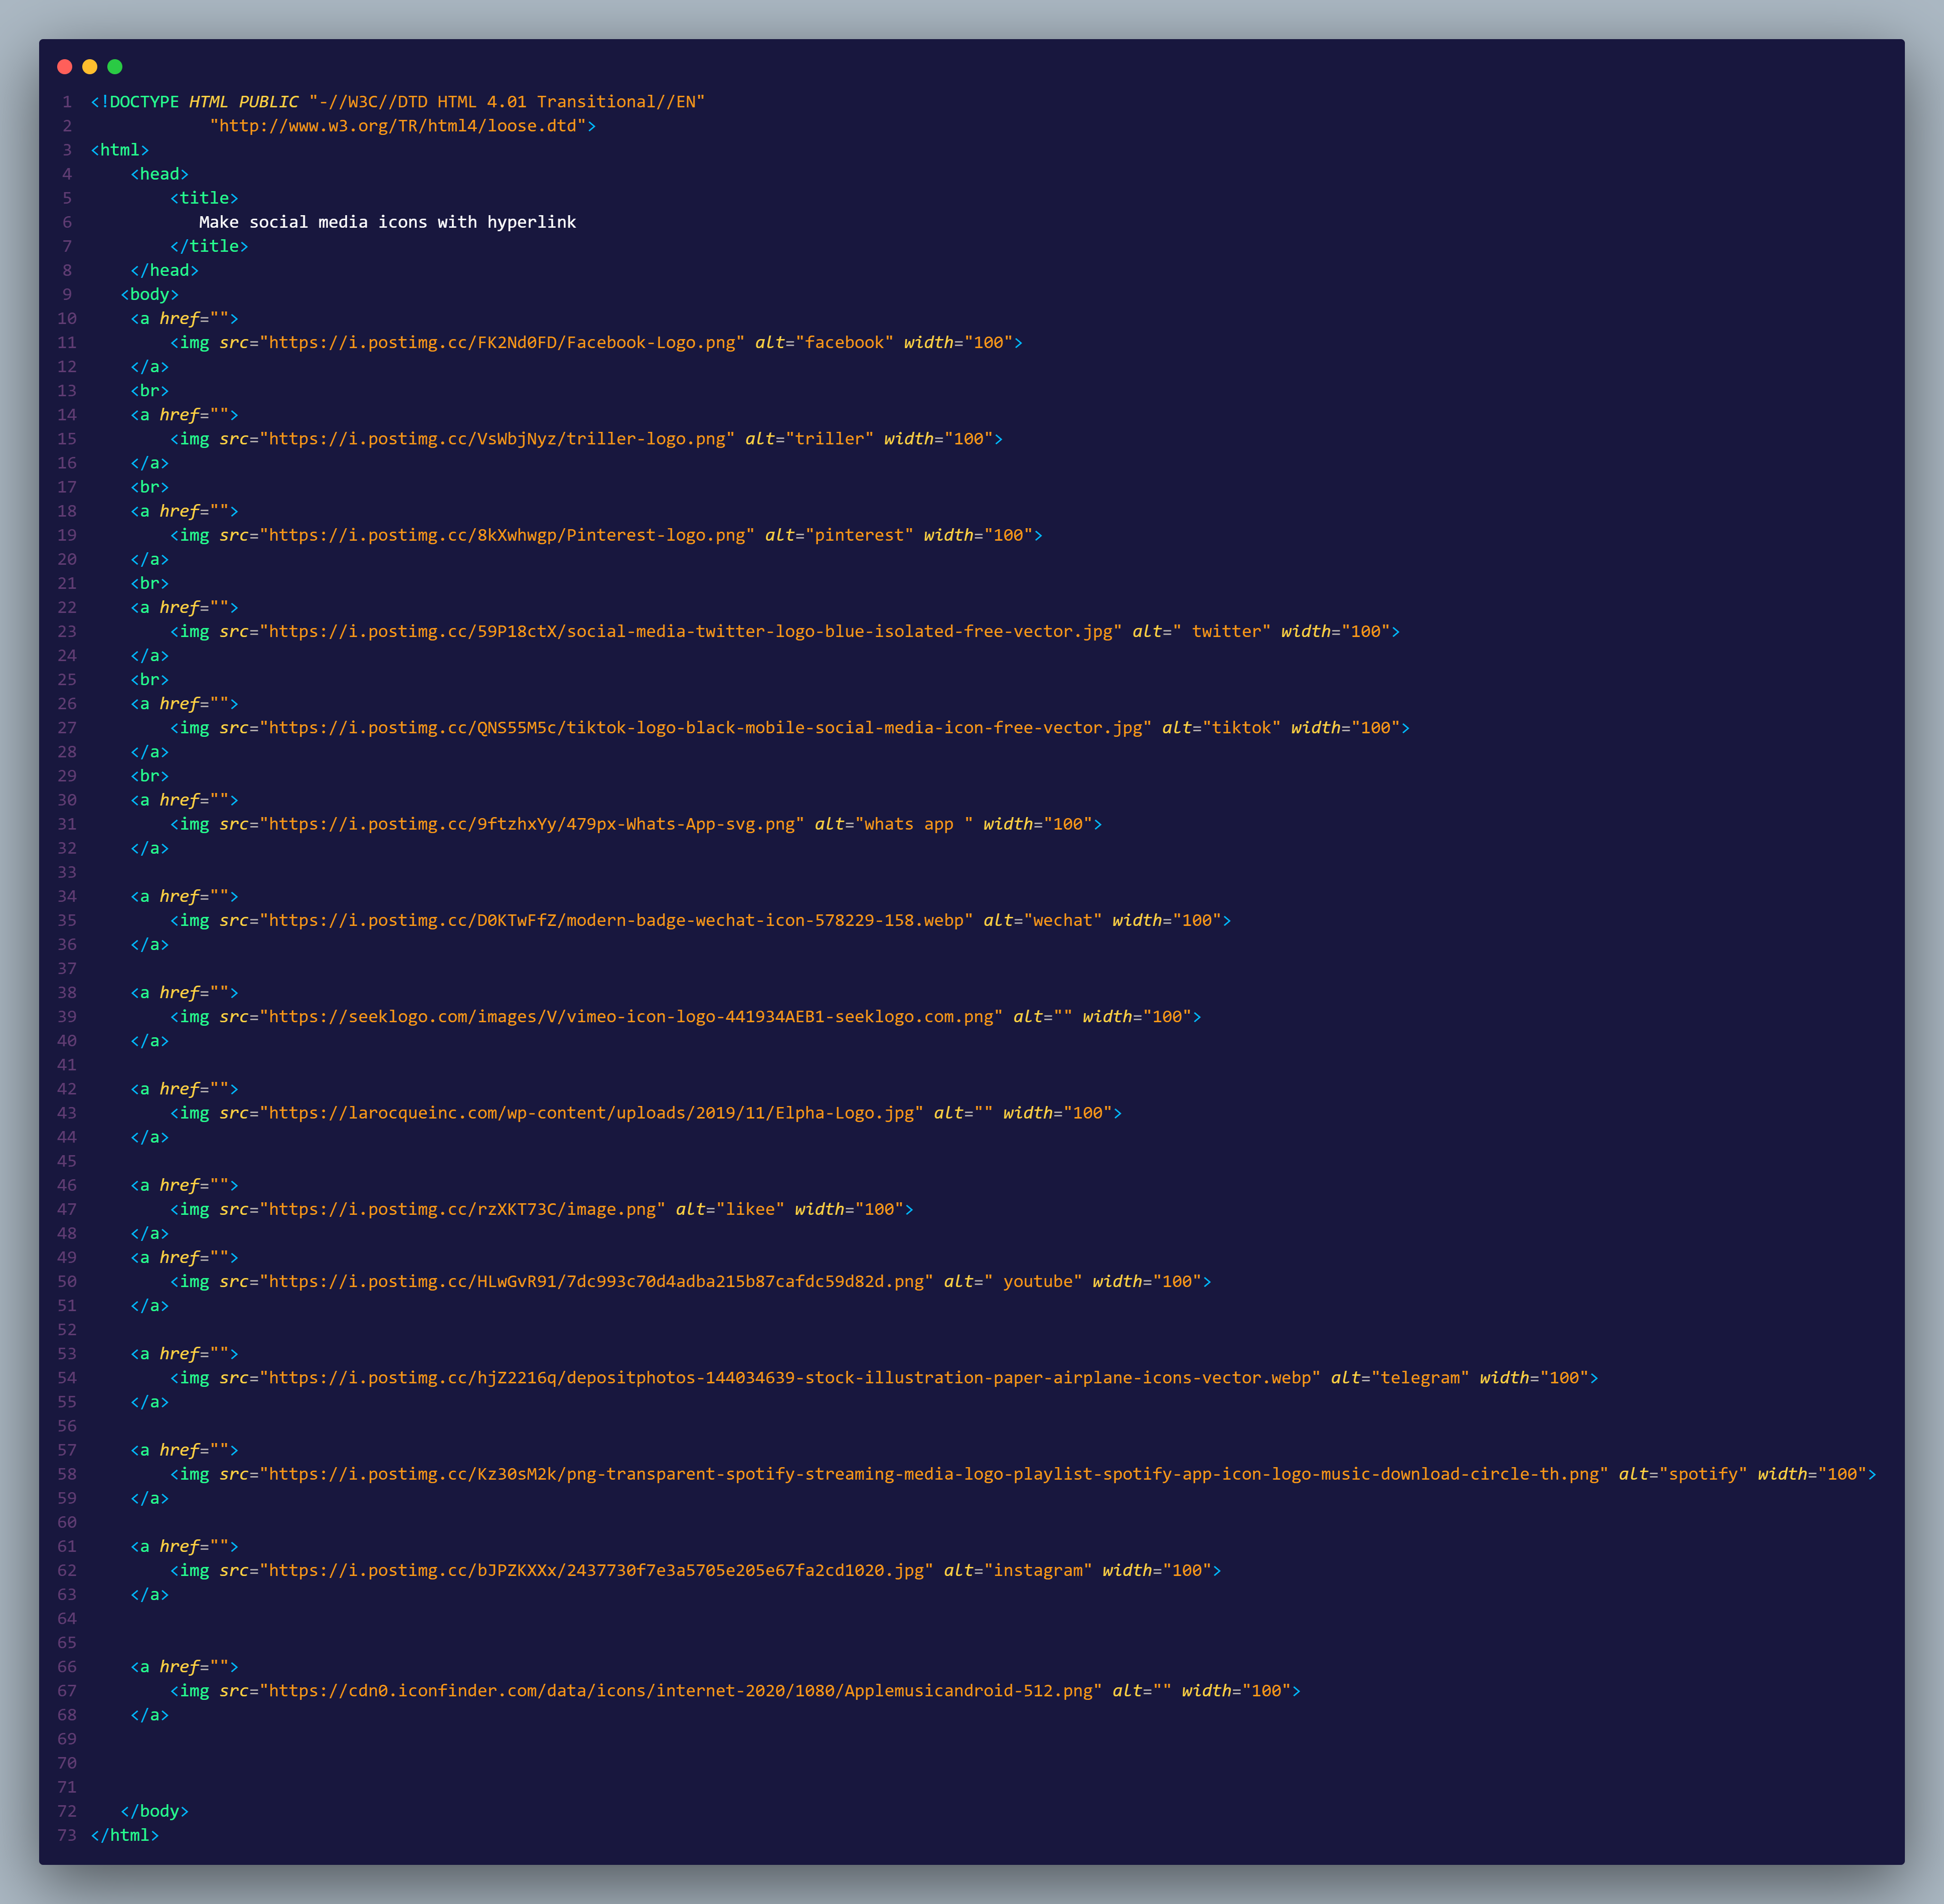 1 <!DOCTYPE HTML PUBLIC "-//W3C//DTD HTML 4.01 Transitional//EN"
2             "http://www.w3.org/TR/html4/loose.dtd">
3 <html>
4     <head>
5         <title>
6            Make social media icons with hyperlink
7         </title>
8     </head>
9    <body>
10     <a href="">
11         <img src="https://i.postimg.cc/FK2Nd0FD/Facebook-Logo.png" alt="facebook" width="100">
12     </a>
13     <br>
14     <a href="">
15         <img src="https://i.postimg.cc/VsWbjNyz/triller-logo.png" alt="triller" width="100">
16     </a>
17     <br>
18     <a href="">
19         <img src="https://i.postimg.cc/8kXwhwgp/Pinterest-logo.png" alt="pinterest" width="100">
20     </a>
21     <br>
22     <a href="">
23         <img src="https://i.postimg.cc/59P18ctX/social-media-twitter-logo-blue-isolated-free-vector.jpg" alt=" twitter" width="100">
24     </a>
25     <br>
26     <a href="">
27         <img src="https://i.postimg.cc/QNS55M5c/tiktok-logo-black-mobile-social-media-icon-free-vector.jpg" alt="tiktok" width="100">
28     </a>
29     <br>
30     <a href="">
31         <img src="https://i.postimg.cc/9ftzhxYy/479px-Whats-App-svg.png" alt="whats app " width="100">
32     </a>
33
34     <a href="">
35         <img src="https://i.postimg.cc/D0KTwFfZ/modern-badge-wechat-icon-578229-158.webp" alt="wechat" width="100">
36     </a>
37
38     <a href="">
39         <img src="https://seeklogo.com/images/V/vimeo-icon-logo-441934AEB1-seeklogo.com.png" alt="" width="100">
40     </a>
41
42     <a href="">
43         <img src="https://larocqueinc.com/wp-content/uploads/2019/11/Elpha-Logo.jpg" alt="" width="100">
44     </a>
45
46     <a href="">
47         <img src="https://i.postimg.cc/rzXKT73C/image.png" alt="likee" width="100">
48     </a>
49     <a href="">
50         <img src="https://i.postimg.cc/HLwGvR91/7dc993c70d4adba215b87cafdc59d82d.png" alt=" youtube" width="100">
51     </a>
52
53     <a href="">
54         <img src="https://i.postimg.cc/hjZ2216q/depositphotos-144034639-stock-illustration-paper-airplane-icons-vector.webp" alt="telegram" width="100">
55     </a>
56
57     <a href="">
58         <img src="https://i.postimg.cc/Kz30sM2k/png-transparent-spotify-streaming-media-logo-playlist-spotify-app-icon-logo-music-download-circle-th.png" alt="spotify" width="100">
59     </a>
60
61     <a href="">
62         <img src="https://i.postimg.cc/bJPZKXXx/2437730f7e3a5705e205e67fa2cd1020.jpg" alt="instagram" width="100">
63     </a>
64
65
66     <a href="">
67         <img src="https://cdn0.iconfinder.com/data/icons/internet-2020/1080/Applemusicandroid-512.png" alt="" width="100">
68     </a>
69
70
71
72    </body>
73 </html>